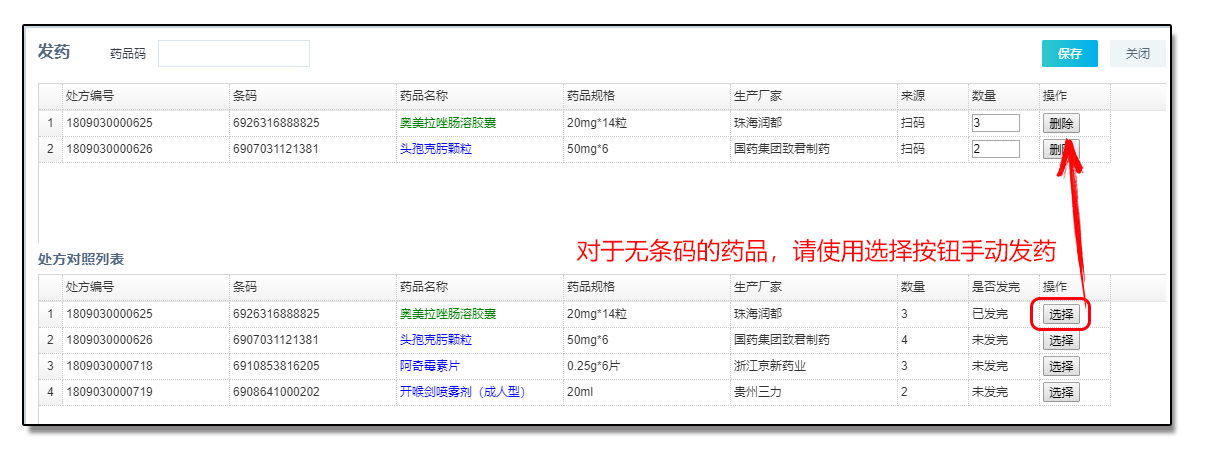 发药 药品码 保存 关闭
处方编号 条码 药品名称 药品规格 生产厂家 来源 数量 操作
1 1809030000625 6926316888825 奥美拉唑肠溶胶囊 20mg*14粒 珠海润都 扫码 3 删除
2 1809030000626 6907031121381 头孢克肟颗粒 50mg*6 国药集团致君制药 扫码 2 删除
对于无条码的药品，请使用选择按钮手动发药
处方对照列表
处方编号 条码 药品名称 药品规格 生产厂家 数量 是否发完 操作
1 1809030000625 6926316888825 奥美拉唑肠溶胶囊 20mg*14粒 珠海润都 3 已发完 选择
2 1809030000626 6907031121381 头孢克肟颗粒 50mg*6 国药集团致君制药 4 未发完 选择
3 1809030000718 6910853816205 阿奇霉素片 0.25g*6片 浙江京新药业 3 未发完 选择
4 1809030000719 6908641000202 开喉剑喷雾剂（成人型） 20ml 贵州三力 2 未发完 选择